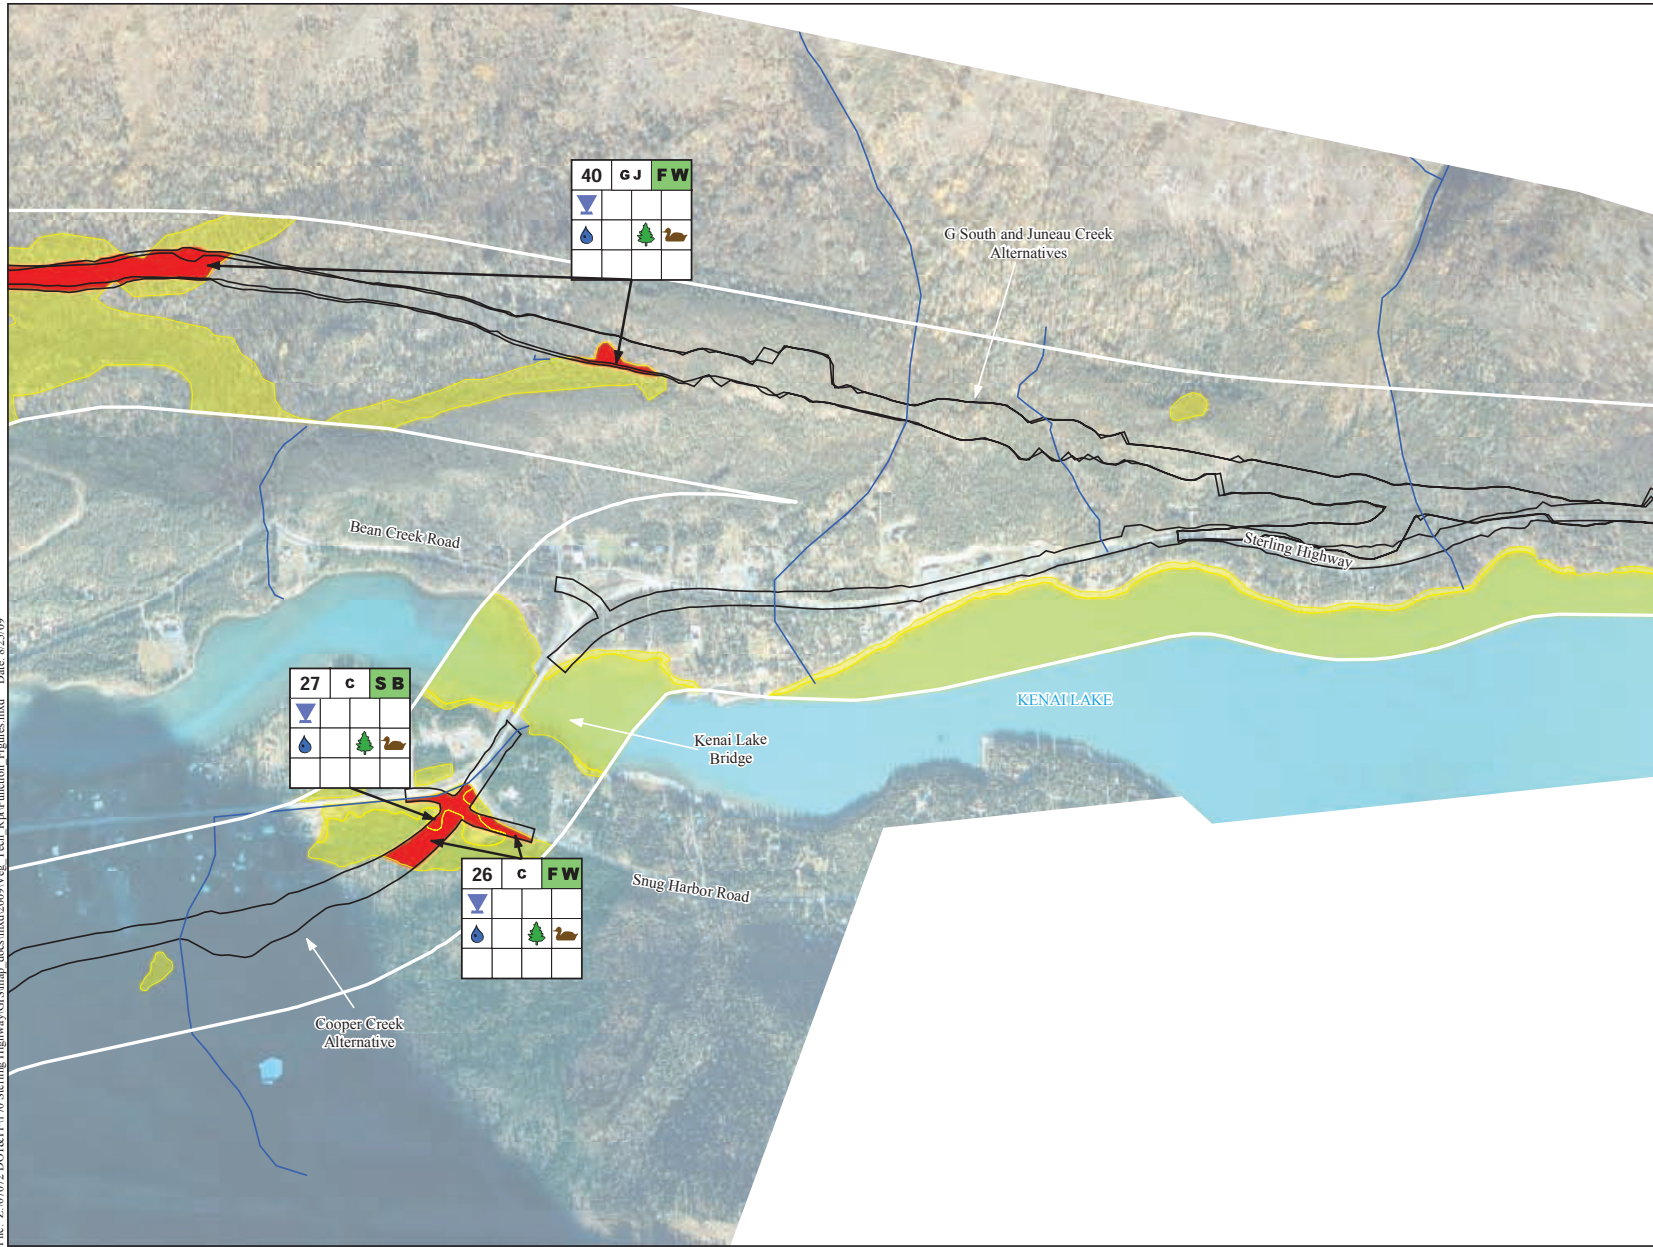 40 G J F W
G South and Juneau Creek
Alternatives
Bean Creek Road
Sterling Highway
27 C S B
KENAI LAKE
Kenai Lake
Bridge
26 C F W
Snug Harbor Road
Cooper Creek
Alternative